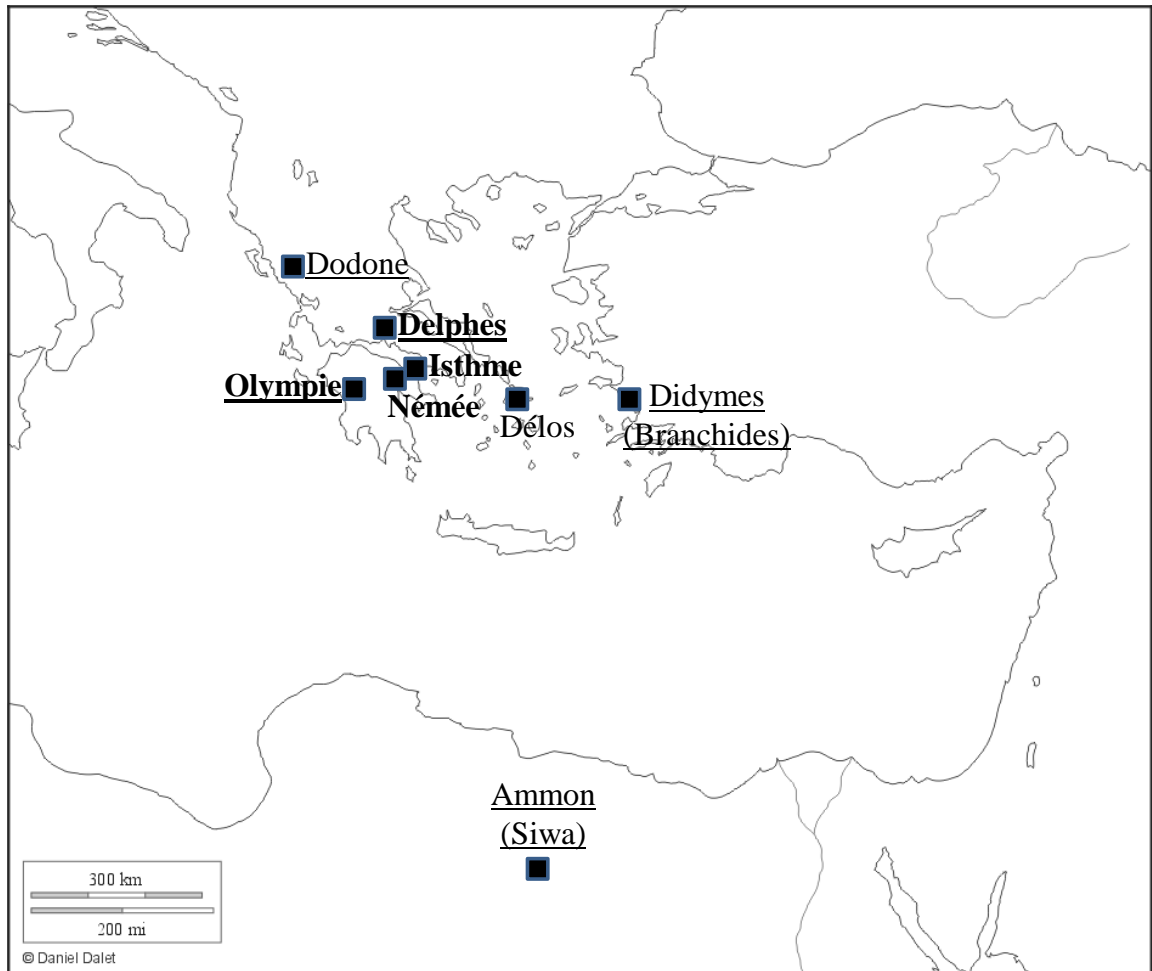 Dodone
Delphes
Isthme
Olympie
Némée
Délos
Didymes
(Branchides)
Ammon
(Siwa)
300 km
200 mi
© Daniel Dalet